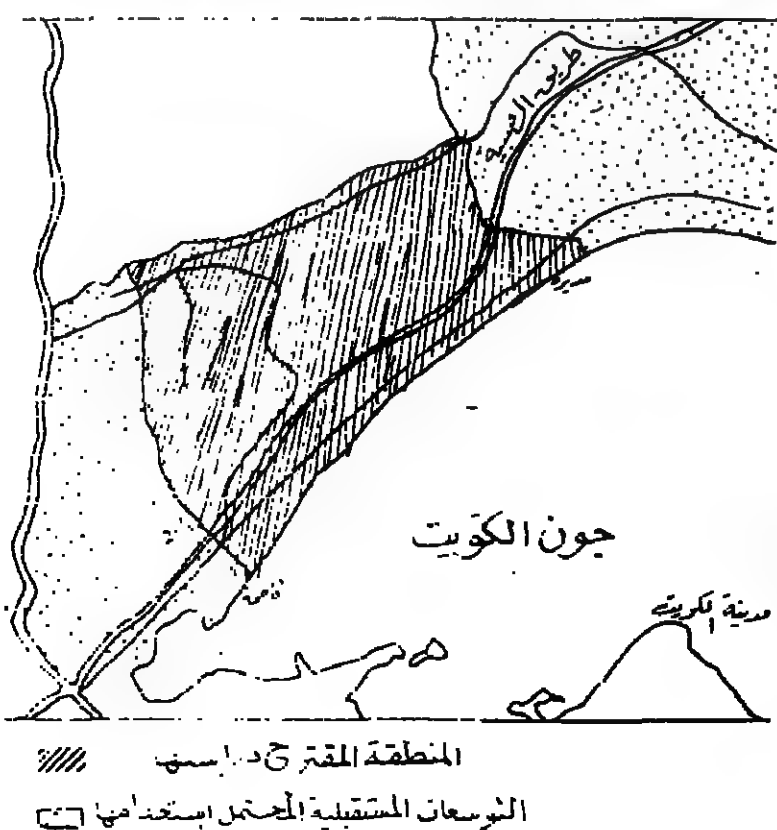 طريق الصبية
جون الكويت
مدينة الكويت
المنطقة المقترح دراستها
التوسعات المستقبلية المحتمل استخدامها